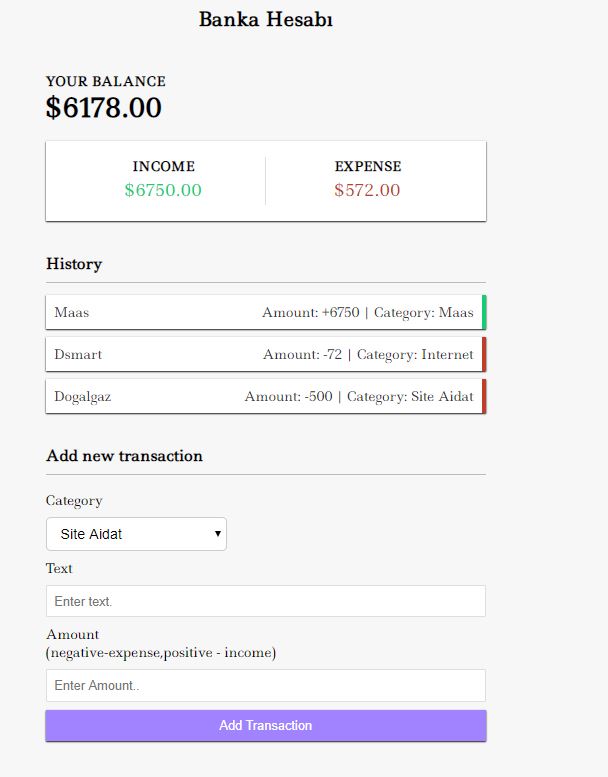 Banka Hesabı
YOUR BALANCE
$6178.00
INCOME
$6750.00
EXPENSE
$572.00
History
Maas Amount: +6750 | Category: Maas
Dsmart Amount: -72 | Category: Internet
Dogalgaz Amount: -500 | Category: Site Aidat
Add new transaction
Category
Site Aidat
Text
Enter text.
Amount
(negative-expense,positive - income)
Enter Amount..
Add Transaction